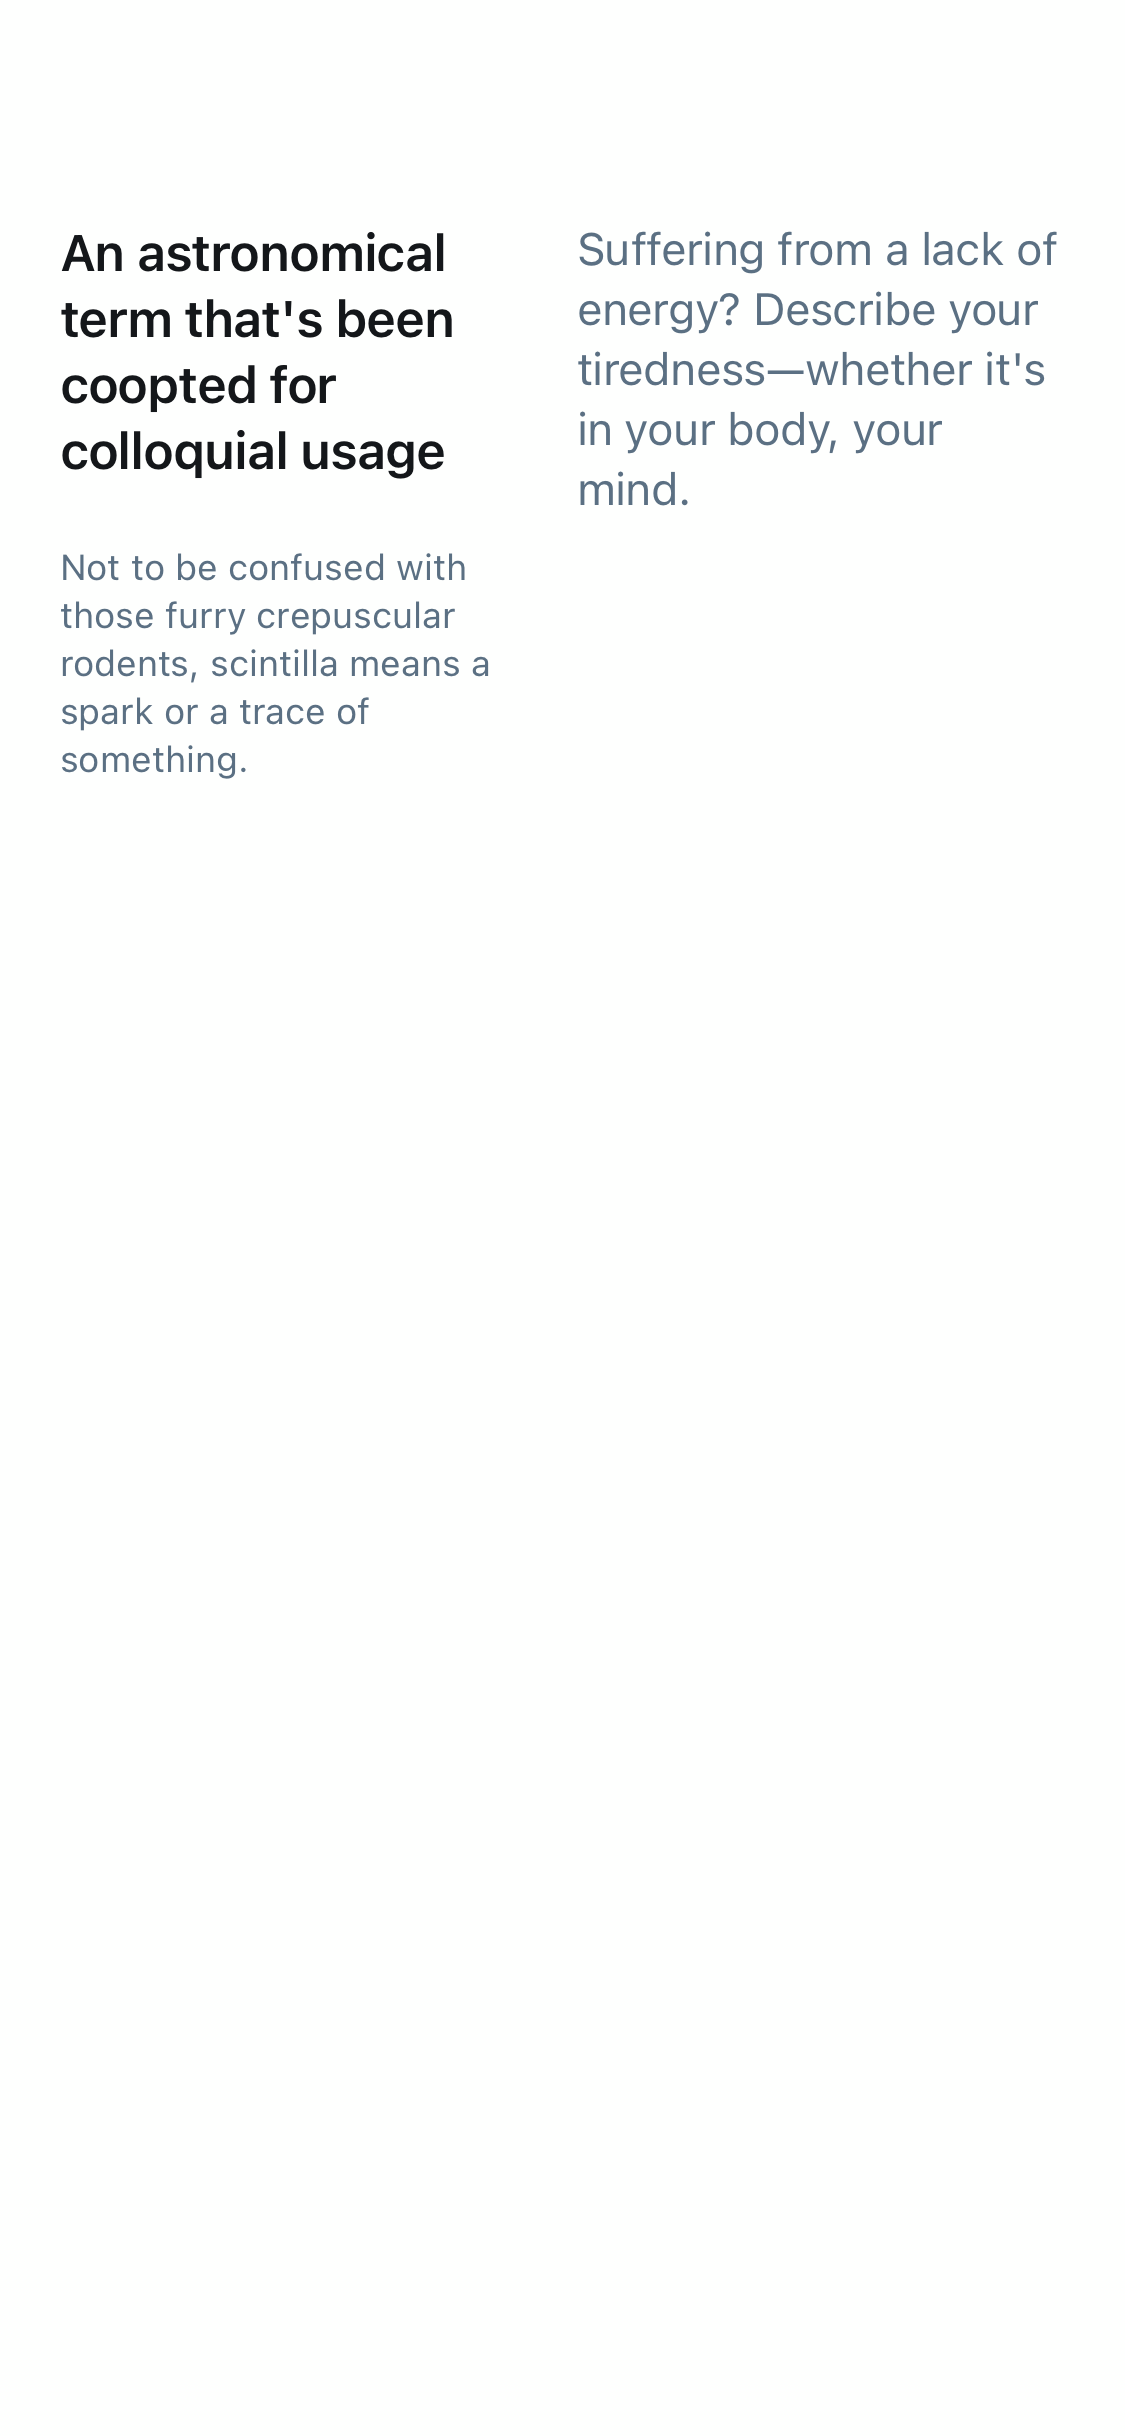 An astronomical
term that's been
coopted for
colloquial usage
Not to be confused with
those furry crepuscular
rodents, scintilla means a
spark or a trace of
something.
Suffering from a lack of
energy? Describe your
tiredness—whether it's
in your body, your
mind.